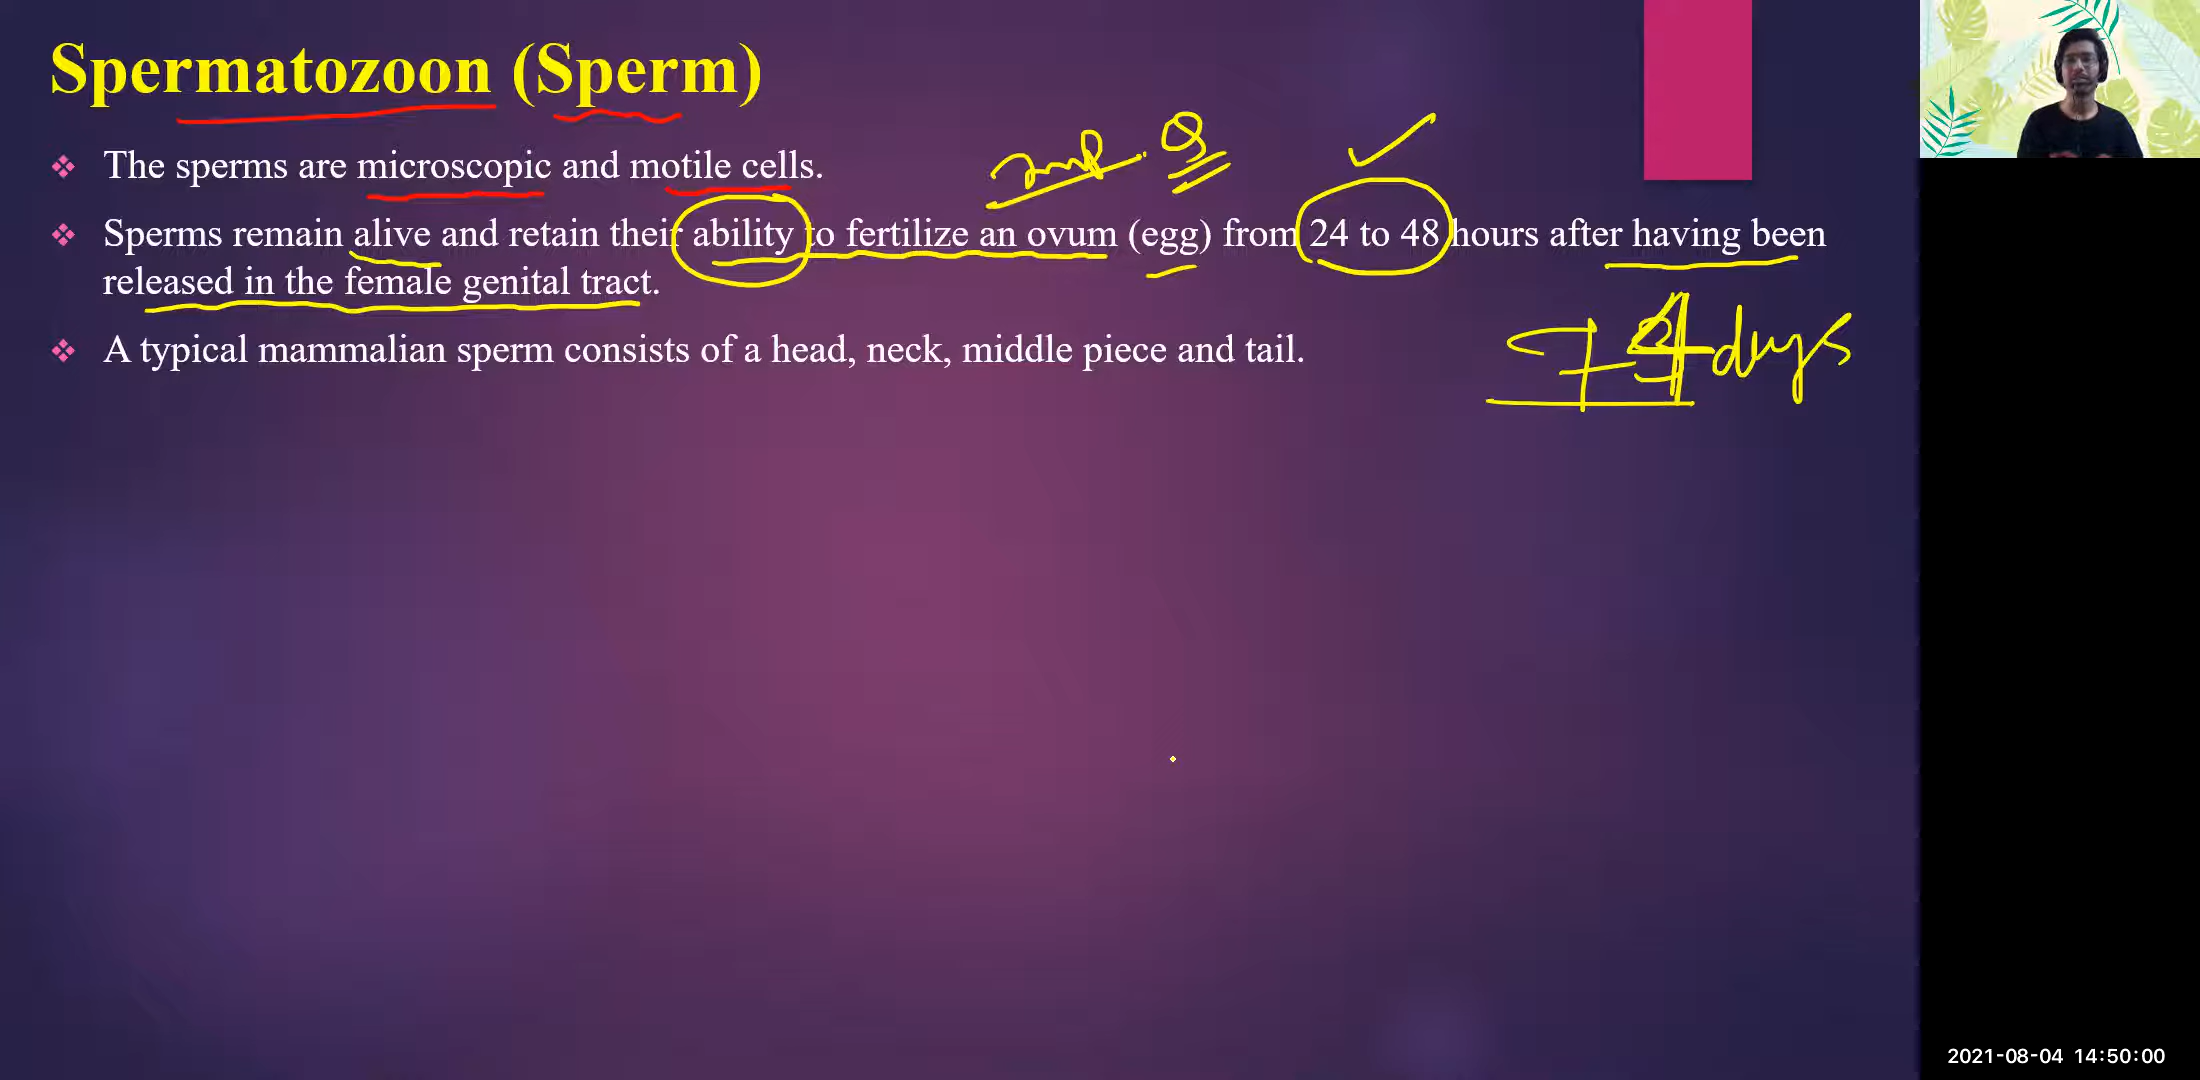 Spermatozoon (Sperm)
❖ The sperms are microscopic and motile cells.
❖ Sperms remain alive and retain their ability to fertilize an ovum (egg) from 24 to 48 hours after having been
released in the female genital tract.
❖ A typical mammalian sperm consists of a head, neck, middle piece and tail.
days
2021-08-04 14:50:00